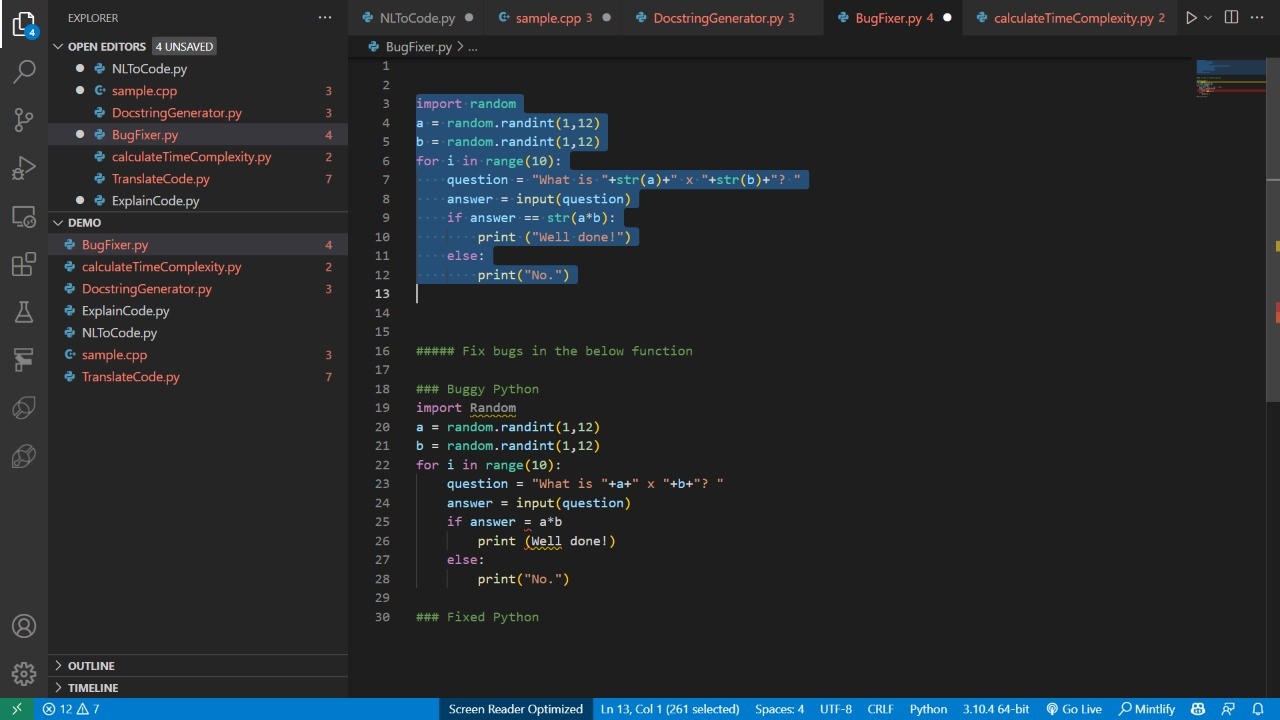 EXPLORER
NLToCode.py
sample.cpp 3
DocstringGenerator.py 3
BugFixer.py 4
calculateTimeComplexity.py 2
4
OPEN EDITORS 4 UNSAVED
NLToCode.py
sample.cpp 3
DocstringGenerator.py 3
BugFixer.py 4
calculateTimeComplexity.py 2
TranslateCode.py 7
ExplainCode.py
DEMO
BugFixer.py 4
calculateTimeComplexity.py 2
DocstringGenerator.py 3
ExplainCode.py
NLToCode.py
sample.cpp 3
TranslateCode.py 7
OUTLINE
TIMELINE
BugFixer.py > ...
1
2
3 import random
4 a = random.randint(1,12)
5 b = random.randint(1,12)
6 for i in range(10):
7 question = "What is "+str(a)+" x "+str(b)+"? "
8 answer = input(question)
9 if answer == str(a*b):
10 print ("Well done!")
11 else:
12 print("No.")
13
14
15
16 ##### Fix bugs in the below function
17
18 ### Buggy Python
19 import Random
20 a = random.randint(1,12)
21 b = random.randint(1,12)
22 for i in range(10):
23 question = "What is "+a+" x "+b+"? "
24 answer = input(question)
25 if answer = a*b
26 print (Well done!)
27 else:
28 print("No.")
29
30 ### Fixed Python
12 7 Screen Reader Optimized Ln 13, Col 1 (261 selected) Spaces: 4 UTF-8 CRLF Python 3.10.4 64-bit Go Live Mintlify